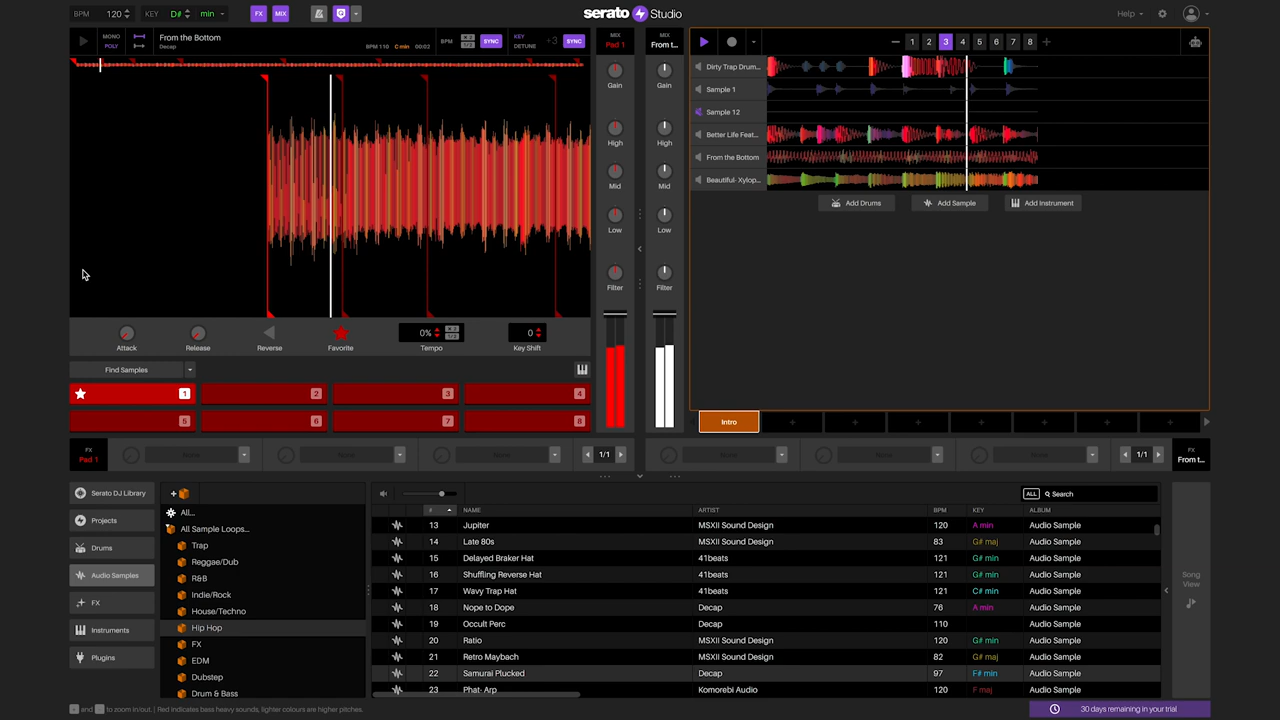 BPM 120 KEY D# min FX MIX serato Studio Help
MONO
POLY
From the Bottom
Decap
BPM 110 C min 00:02
BPM x 2 1/2 SYNC
KEY
DETUNE
+3 SYNC
MIX
Pad 1
MIX
From t...
1 2 3 4 5 6 7 8
Gain Gain
High High
Mid Mid
Low Low
Filter Filter
Dirty Trap Drum...
Sample 1
Sample 12
Better Life Feat...
From the Bottom
Beautiful- Xylop...
Add Drums Add Sample Add Instrument
0% x 2 1/2 0
Attack Release Reverse Favorite Tempo Key Shift
Find Samples
1 2 3 4
5 6 7 8
Intro
FX
Pad 1
None None None 1/1
None None None 1/1
FX
From t...
Serato DJ Library
Projects
Drums
Audio Samples
FX
Instruments
Plugins
All...
All Sample Loops...
Trap
Reggae/Dub
R&B
Indie/Rock
House/Techno
Hip Hop
FX
EDM
Dubstep
Drum & Bass
ALL Search
# NAME ARTIST BPM KEY ALBUM
13 Jupiter MSXII Sound Design 120 A min Audio Sample
14 Late 80s MSXII Sound Design 83 G# maj Audio Sample
15 Delayed Braker Hat 41beats 121 G# min Audio Sample
16 Shuffling Reverse Hat 41beats 121 G# min Audio Sample
17 Wavy Trap Hat 41beats 121 C# min Audio Sample
18 Nope to Dope Decap 76 A min Audio Sample
19 Occult Perc Decap 110 Audio Sample
20 Ratio MSXII Sound Design 120 G# min Audio Sample
21 Retro Maybach MSXII Sound Design 82 G# maj Audio Sample
22 Samurai Plucked Decap 97 F# min Audio Sample
23 Phat- Arp Komorebi Audio 120 F maj Audio Sample
Song
View
and to zoom in/out. | Red indicates bass heavy sounds, lighter colours are higher pitches.
30 days remaining in your trial